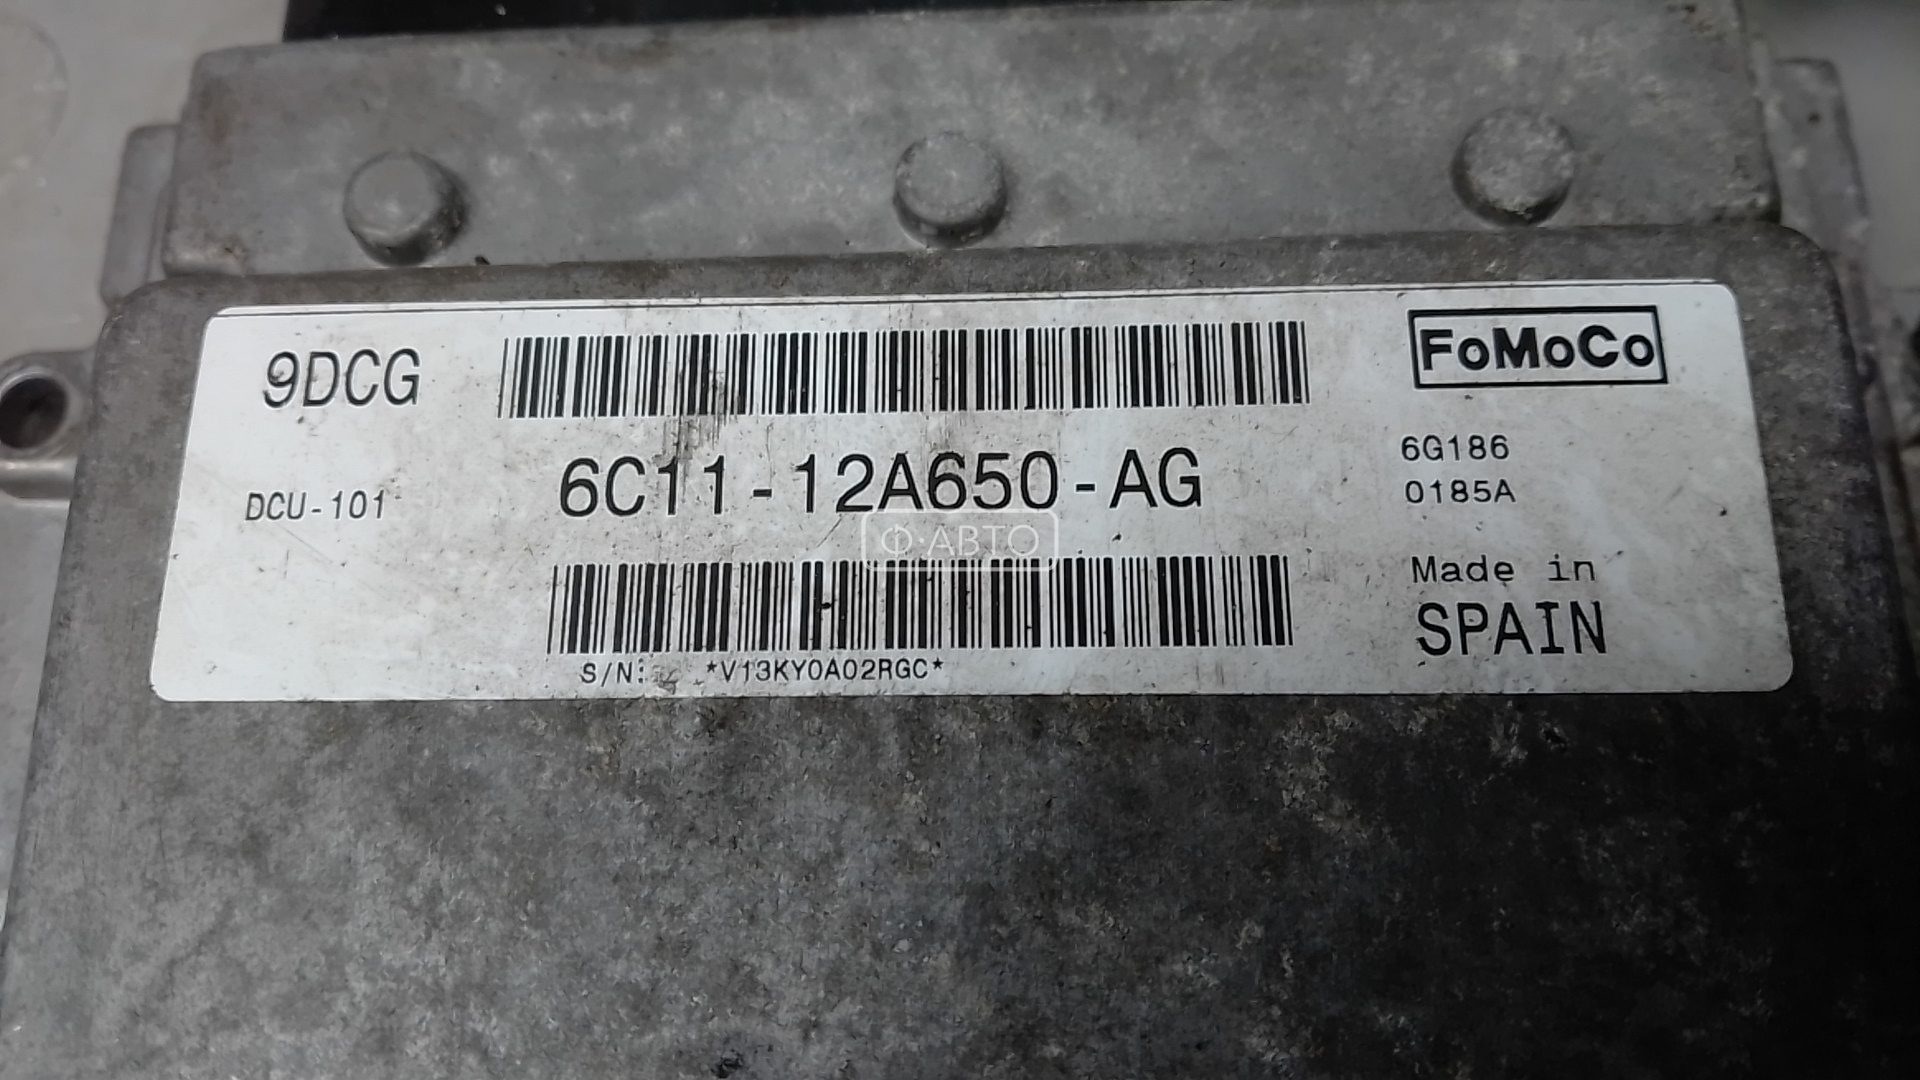 9DCG
FoMoCo
DCU-101
6C11-12A650-AG
6G186
0185A
Ф·АВТО
Made in
SPAIN
S/N: *V13KY0A02RGC*